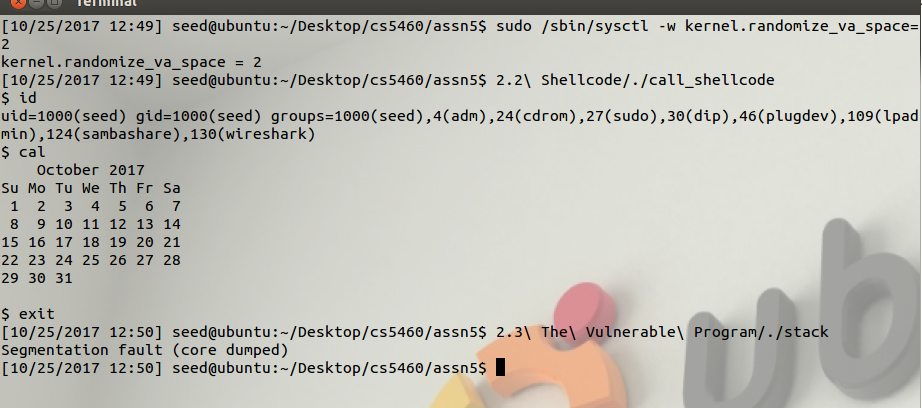 Terminal
[10/25/2017 12:49] seed@ubuntu:~/Desktop/cs5460/assn5$ sudo /sbin/sysctl -w kernel.randomize_va_space=
2
kernel.randomize_va_space = 2
[10/25/2017 12:49] seed@ubuntu:~/Desktop/cs5460/assn5$ 2.2\ Shellcode/./call_shellcode
$ id
uid=1000(seed) gid=1000(seed) groups=1000(seed),4(adm),24(cdrom),27(sudo),30(dip),46(plugdev),109(lpad
min),124(sambashare),130(wireshark)
$ cal
    October 2017
Su Mo Tu We Th Fr Sa
 1  2  3  4  5  6  7
 8  9 10 11 12 13 14
15 16 17 18 19 20 21
22 23 24 25 26 27 28
29 30 31
$ exit
[10/25/2017 12:50] seed@ubuntu:~/Desktop/cs5460/assn5$ 2.3\ The\ Vulnerable\ Program/./stack
Segmentation fault (core dumped)
[10/25/2017 12:50] seed@ubuntu:~/Desktop/cs5460/assn5$
ub